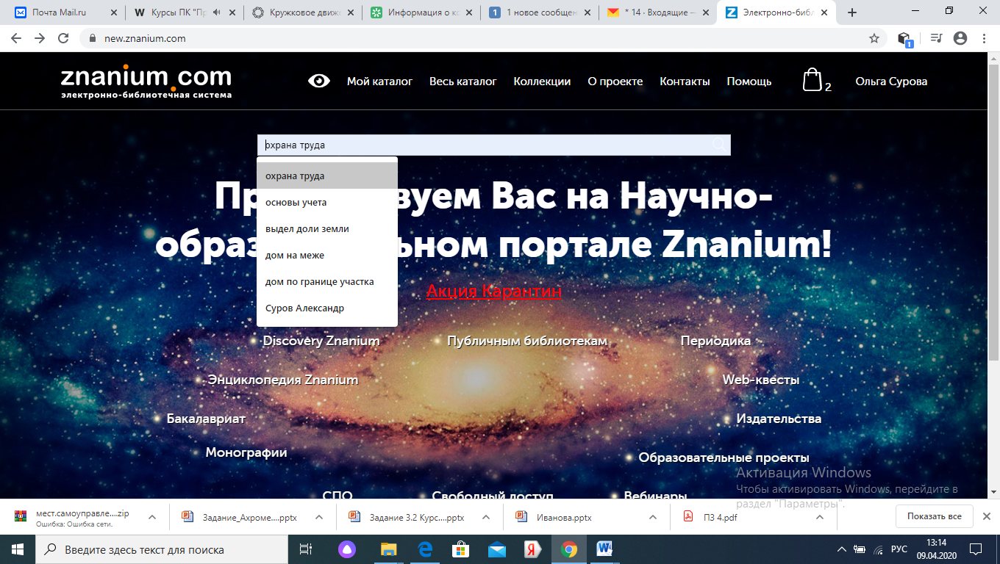 Почта Mail.ru
Курсы ПК "Пр
Кружковое движ
Информация о ко
1 новое сообщен
* 14 · Входящие —
Электронно-библ
new.znanium.com
1
znanium.com
электронно-библиотечная система
Мой каталог
Весь каталог
Коллекции
О проекте
Контакты
Помощь
2
Ольга Сурова
охрана труда
охрана труда
основы учета
выдел доли земли
дом на меже
дом по границе участка
Суров Александр
Пр вуем Вас на Научно-
образ ьном портале Znanium!
Акция Карантин
Discovery Znanium
Публичным библиотекам
Периодика
Энциклопедия Znanium
Web-квесты
Бакалавриат
Издательства
Монографии
Образовательные проекты
СПО
Свободный доступ
Вебинары
Активация Windows
Чтобы активировать Windows, перейдите в
раздел "Параметры".
мест.самоуправле....zip
Ошибка: Ошибка сети.
Задание_Ахроме....pptx
Задание 3.2 Курс....pptx
Иванова.pptx
ПЗ 4.pdf
Показать все
Введите здесь текст для поиска
РУС
13:14
09.04.2020